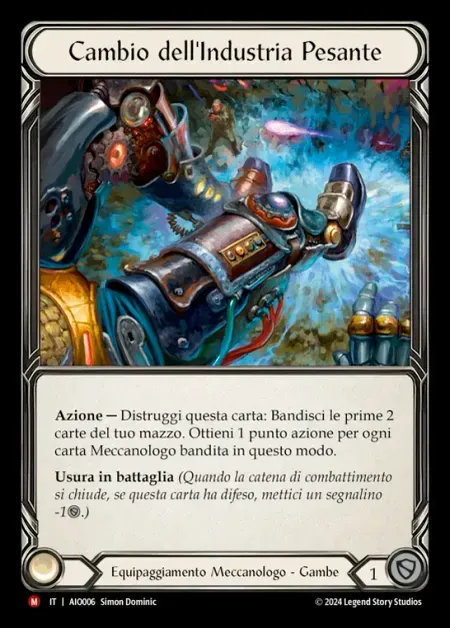 Cambio dell'Industria Pesante
Azione — Distruggi questa carta: Bandisci le prime 2
carte del tuo mazzo. Ottieni 1 punto azione per ogni
carta Meccanologo bandita in questo modo.
Usura in battaglia (Quando la catena di combattimento
si chiude, se questa carta ha difeso, mettici un segnalino
-1.)
Equipaggiamento Meccanologo - Gambe
1
M IT | AIO006 Simon Dominic
© 2024 Legend Story Studios